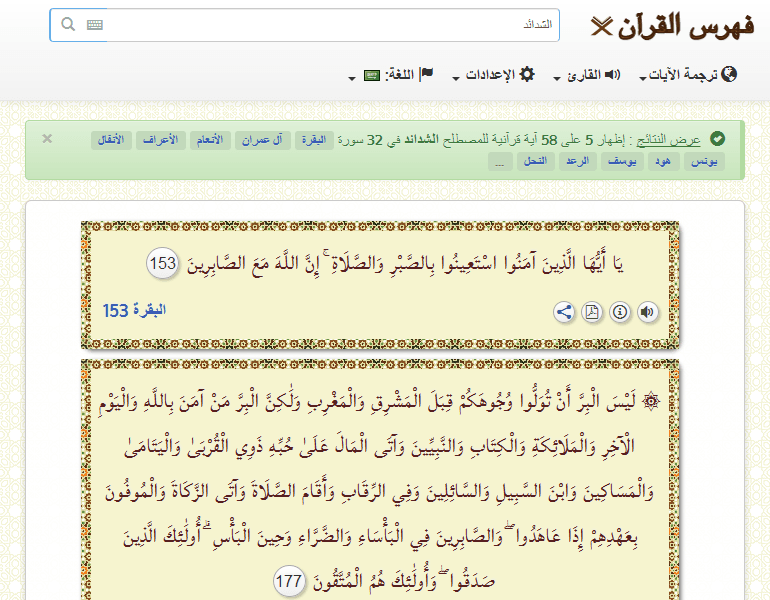 فهرس القرآن
الشدائد
ترجمة الآيات القارئ الإعدادات اللغة:
عرض النتائج : إظهار 5 على 58 آية قرآنية للمصطلح الشدائد في 32 سورة البقرة آل عمران الأنعام الأعراف الأنفال
يونس هود يوسف الرعد النحل ...
يَا أَيُّهَا الَّذِينَ آمَنُوا اسْتَعِينُوا بِالصَّبْرِ وَالصَّلَاةِ ۚ إِنَّ اللَّهَ مَعَ الصَّابِرِينَ 153
البقرة 153
۞ لَيْسَ الْبِرَّ أَنْ تُوَلُّوا وُجُوهَكُمْ قِبَلَ الْمَشْرِقِ وَالْمَغْرِبِ وَلَٰكِنَّ الْبِرَّ مَنْ آمَنَ بِاللَّهِ وَالْيَوْمِ
الْآخِرِ وَالْمَلَائِكَةِ وَالْكِتَابِ وَالنَّبِيِّينَ وَآتَى الْمَالَ عَلَىٰ حُبِّهِ ذَوِي الْقُرْبَىٰ وَالْيَتَامَىٰ
وَالْمَسَاكِينَ وَابْنَ السَّبِيلِ وَالسَّائِلِينَ وَفِي الرِّقَابِ وَأَقَامَ الصَّلَاةَ وَآتَى الزَّكَاةَ وَالْمُوفُونَ
بِعَهْدِهِمْ إِذَا عَاهَدُوا ۖ وَالصَّابِرِينَ فِي الْبَأْسَاءِ وَالضَّرَّاءِ وَحِينَ الْبَأْسِ ۗ أُولَٰئِكَ الَّذِينَ
صَدَقُوا ۖ وَأُولَٰئِكَ هُمُ الْمُتَّقُونَ 177